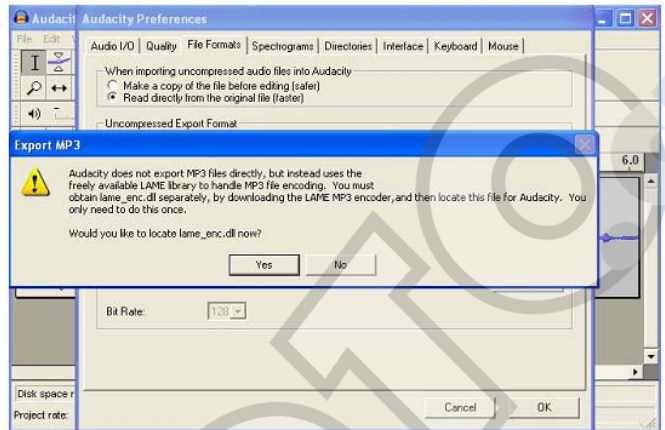 Audacit
Audacity Preferences
File Edit
Audio I/O Quality File Formats Spectrograms Directories Interface Keyboard Mouse
When importing uncompressed audio files into Audacity
Make a copy of the file before editing (safer)
Read directly from the original file (faster)
Uncompressed Export Format
Export MP3
6.0
Audacity does not export MP3 files directly, but instead uses the
freely available LAME library to handle MP3 file encoding. You must
obtain lame_enc.dll separately, by downloading the LAME MP3 encoder,and then locate this file for Audacity. You
only need to do this once.
Would you like to locate lame_enc.dll now?
Yes No
Bit Rate: 128
Disk space r
Cancel OK
Project rate: